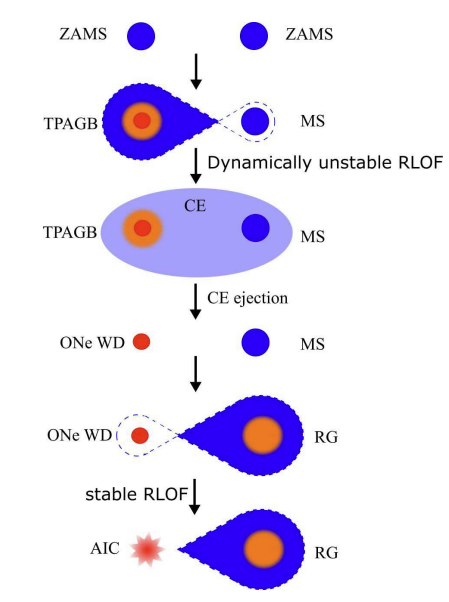 ZAMS
ZAMS
TPAGB
MS
Dynamically unstable RLOF
CE
TPAGB
MS
CE ejection
ONe WD
MS
ONe WD
RG
stable RLOF
AIC
RG